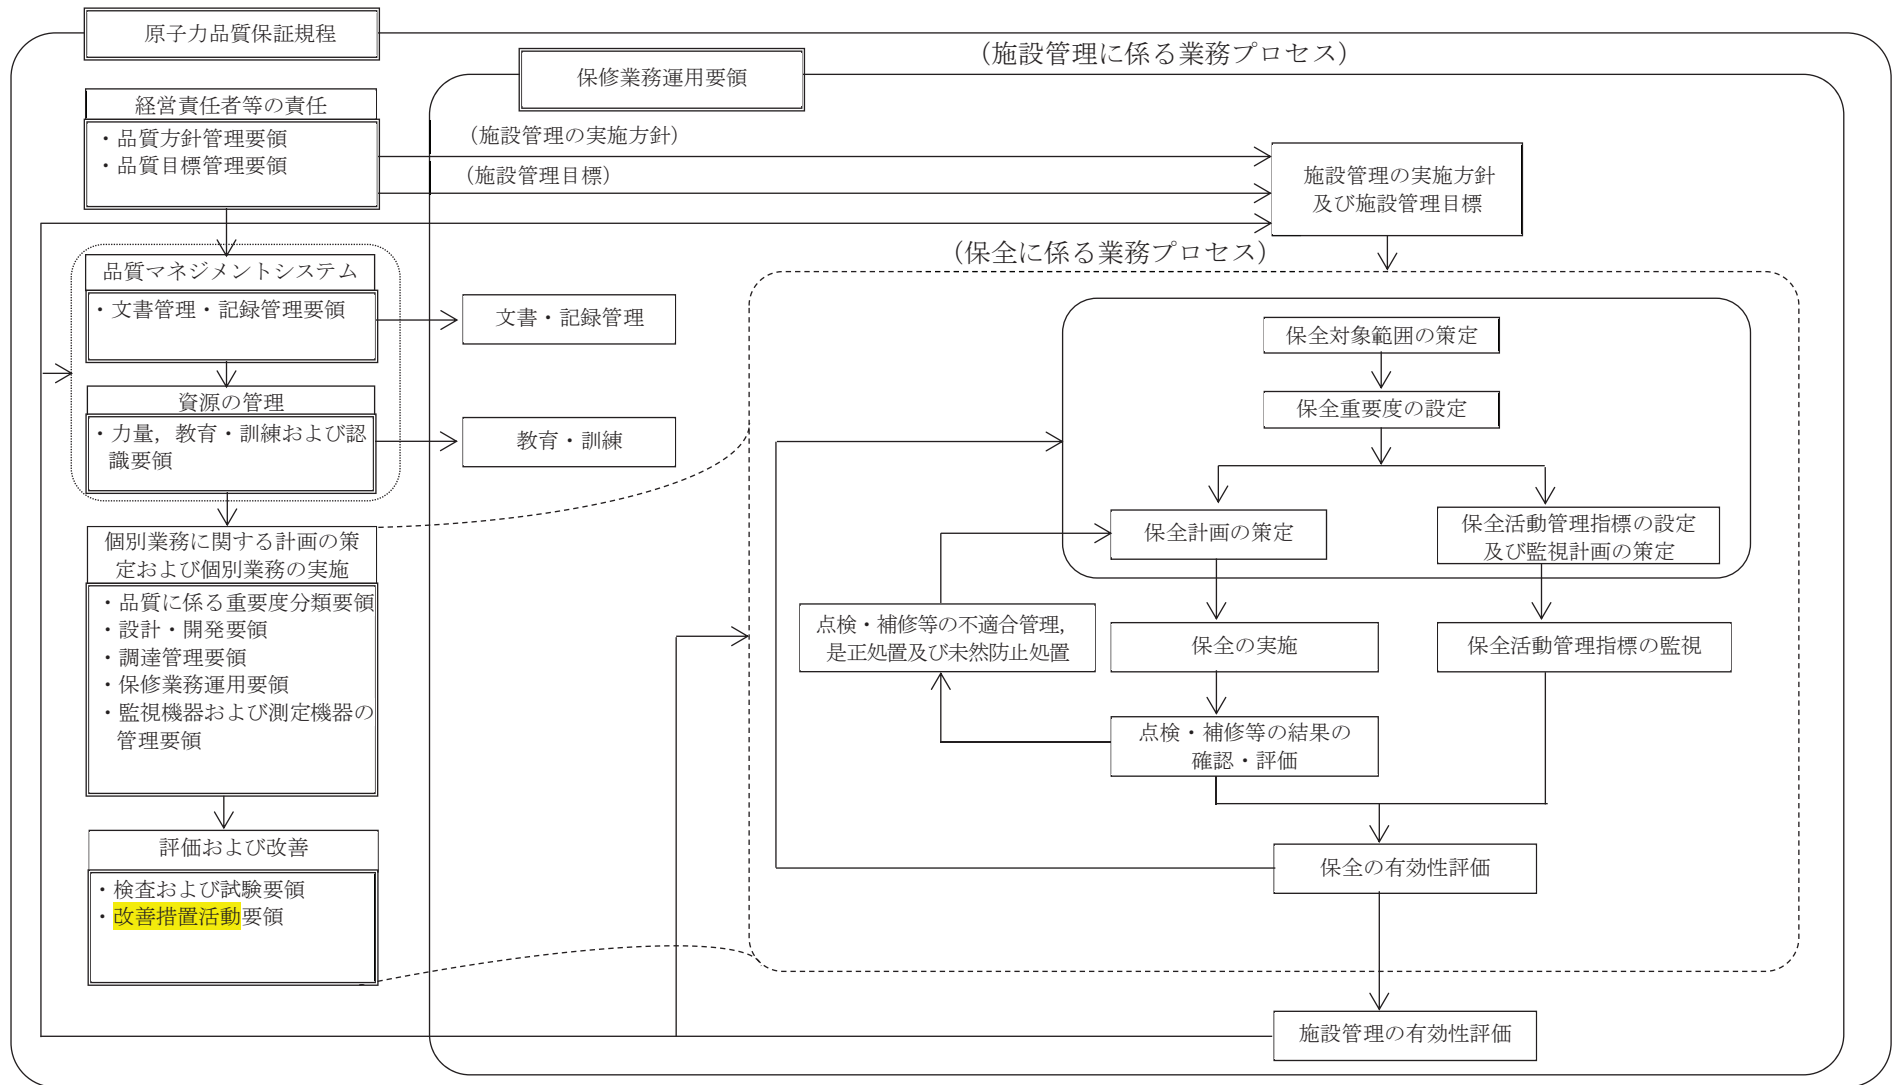 原子力品質保証規程
(施設管理に係る業務プロセス)
保修業務運用要領
経営責任者等の責任
・品質方針管理要領
・品質目標管理要領
(施設管理の実施方針)
(施設管理目標)
施設管理の実施方針
及び施設管理目標
(保全に係る業務プロセス)
品質マネジメントシステム
・文書管理・記録管理要領
文書・記録管理
資源の管理
・力量，教育・訓練および認
識要領
教育・訓練
個別業務に関する計画の策
定および個別業務の実施
・品質に係る重要度分類要領
・設計・開発要領
・調達管理要領
・保修業務運用要領
・監視機器および測定機器の
管理要領
評価および改善
・検査および試験要領
・改善措置活動要領
保全対象範囲の策定
保全重要度の設定
保全計画の策定
保全活動管理指標の設定
及び監視計画の策定
点検・補修等の不適合管理，
是正処置及び未然防止処置
保全の実施
保全活動管理指標の監視
点検・補修等の結果の
確認・評価
保全の有効性評価
施設管理の有効性評価